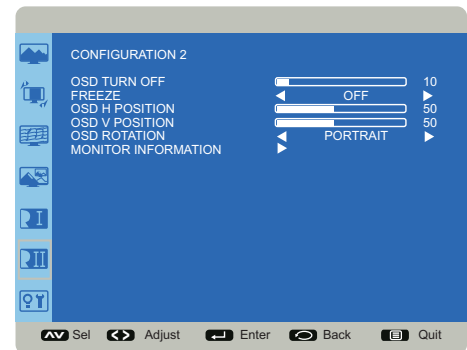 CONFIGURATION 2
OSD TURN OFF 10
FREEZE OFF
OSD H POSITION 50
OSD V POSITION 50
OSD ROTATION PORTRAIT
MONITOR INFORMATION
I
II
Sel Adjust Enter Back Quit